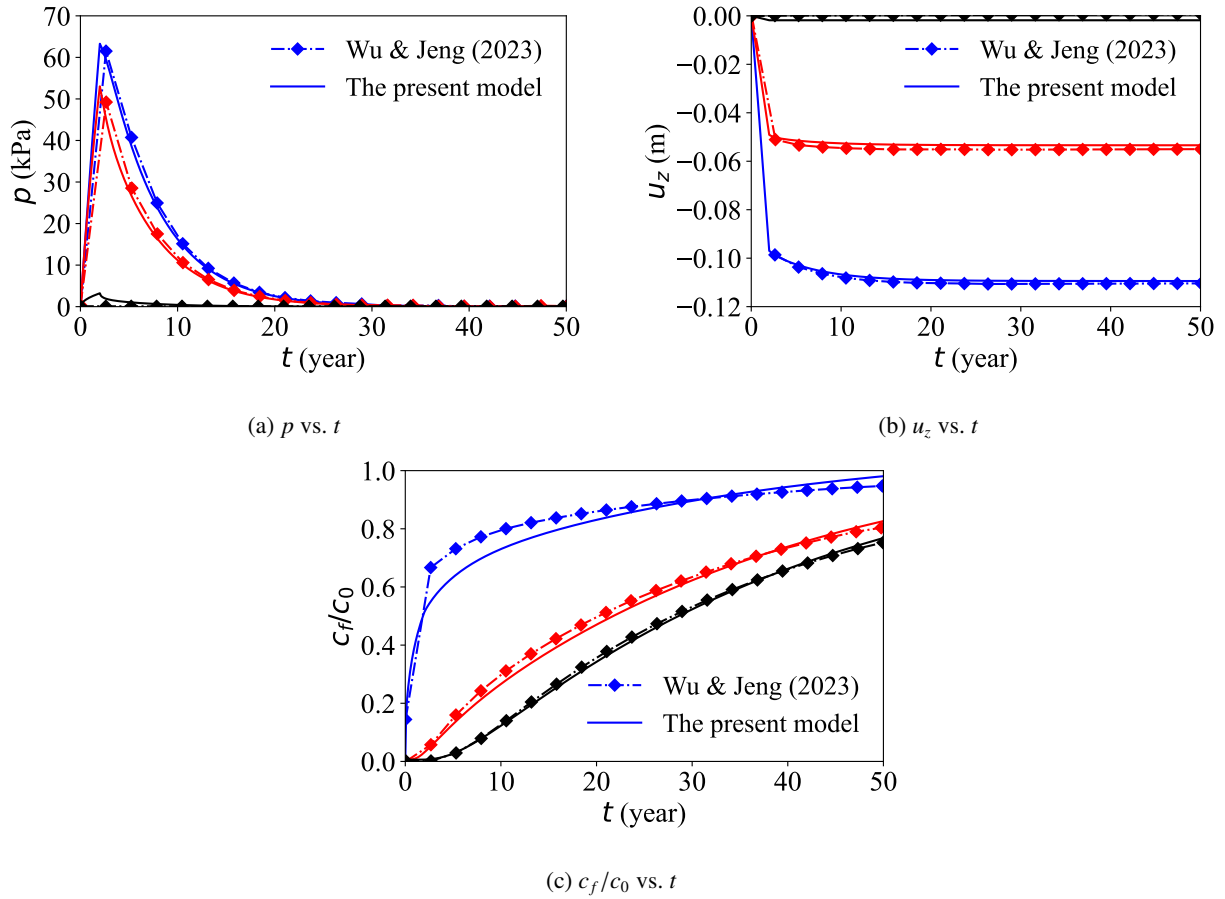 70
60
50
40
30
20
10
0
p (kPa)
Wu & Jeng (2023)
The present model
0 10 20 30 40 50
t (year)
(a) p vs. t
0.00
−0.02
−0.04
−0.06
−0.08
−0.10
−0.12
u_z (m)
Wu & Jeng (2023)
The present model
0 10 20 30 40 50
t (year)
(b) u_z vs. t
1.0
0.8
0.6
0.4
0.2
0.0
c_f/c_0
Wu & Jeng (2023)
The present model
0 10 20 30 40 50
t (year)
(c) c_f/c_0 vs. t